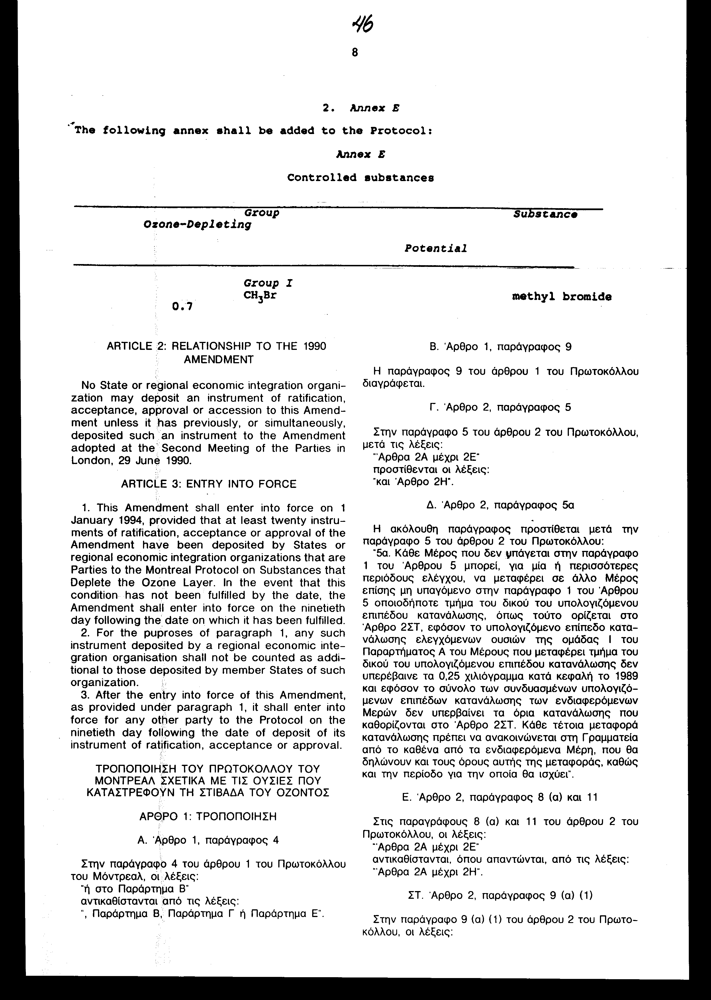 46
8
2. Annex E
"The following annex shall be added to the Protocol:
Annex E
Controlled substances
Group Substance
Ozone-Depleting
Potential
Group I
CH₃Br methyl bromide
0.7
ARTICLE 2: RELATIONSHIP TO THE 1990
AMENDMENT
No State or regional economic integration organi-
zation may deposit an instrument of ratification,
acceptance, approval or accession to this Amend-
ment unless it has previously, or simultaneously,
deposited such an instrument to the Amendment
adopted at the Second Meeting of the Parties in
London, 29 June 1990.
ARTICLE 3: ENTRY INTO FORCE
1. This Amendment shall enter into force on 1
January 1994, provided that at least twenty instru-
ments of ratification, acceptance or approval of the
Amendment have been deposited by States or
regional economic integration organizations that are
Parties to the Montreal Protocol on Substances that
Deplete the Ozone Layer. In the event that this
condition has not been fulfilled by the date, the
Amendment shall enter into force on the ninetieth
day following the date on which it has been fulfilled.
2. For the puproses of paragraph 1, any such
instrument deposited by a regional economic inte-
gration organisation shall not be counted as addi-
tional to those deposited by member States of such
organization.
3. After the entry into force of this Amendment,
as provided under paragraph 1, it shall enter into
force for any other party to the Protocol on the
ninetieth day following the date of deposit of its
instrument of ratification, acceptance or approval.
ΤΡΟΠΟΠΟΙΗΣΗ ΤΟΥ ΠΡΩΤΟΚΟΛΛΟΥ ΤΟΥ
ΜΟΝΤΡΕΑΛ ΣΧΕΤΙΚΑ ΜΕ ΤΙΣ ΟΥΣΙΕΣ ΠΟΥ
ΚΑΤΑΣΤΡΕΦΟΥΝ ΤΗ ΣΤΙΒΑΔΑ ΤΟΥ ΟΖΟΝΤΟΣ
ΑΡΘΡΟ 1: ΤΡΟΠΟΠΟΙΗΣΗ
Α. Άρθρο 1, παράγραφος 4
Στην παράγραφο 4 του άρθρου 1 του Πρωτοκόλλου
του Μόντρεαλ, οι λέξεις:
"ή στο Παράρτημα Β"
αντικαθίστανται από τις λέξεις:
", Παράρτημα Β, Παράρτημα Γ ή Παράρτημα Ε".
Β. Άρθρο 1, παράγραφος 9
Η παράγραφος 9 του άρθρου 1 του Πρωτοκόλλου
διαγράφεται.
Γ. Άρθρο 2, παράγραφος 5
Στην παράγραφο 5 του άρθρου 2 του Πρωτοκόλλου,
μετά τις λέξεις:
"Άρθρα 2Α μέχρι 2Ε"
προστίθενται οι λέξεις:
"και Άρθρο 2Η".
Δ. Άρθρο 2, παράγραφος 5α
Η ακόλουθη παράγραφος προστίθεται μετά την
παράγραφο 5 του άρθρου 2 του Πρωτοκόλλου:
"5α. Κάθε Μέρος που δεν υπάγεται στην παράγραφο
1 του Άρθρου 5 μπορεί, για μία ή περισσότερες
περιόδους ελέγχου, να μεταφέρει σε άλλο Μέρος
επίσης μη υπαγόμενο στην παράγραφο 1 του Άρθρου
5 οποιοδήποτε τμήμα του δικού του υπολογιζόμενου
επιπέδου κατανάλωσης, όπως τούτο ορίζεται στο
Άρθρο 2ΣΤ, εφόσον το υπολογιζόμενο επίπεδο κατα-
νάλωσης ελεγχόμενων ουσιών της ομάδας Ι του
Παραρτήματος Α του Μέρους που μεταφέρει τμήμα του
δικού του υπολογιζόμενου επιπέδου κατανάλωσης δεν
υπερέβαινε τα 0,25 χιλιόγραμμα κατά κεφαλή το 1989
και εφόσον το σύνολο των συνδυασμένων υπολογιζό-
μενων επιπέδων κατανάλωσης των ενδιαφερόμενων
Μερών δεν υπερβαίνει τα όρια κατανάλωσης που
καθορίζονται στο Άρθρο 2ΣΤ. Κάθε τέτοια μεταφορά
κατανάλωσης πρέπει να ανακοινώνεται στη Γραμματεία
από το καθένα από τα ενδιαφερόμενα Μέρη, που θα
δηλώνουν και τους όρους αυτής της μεταφοράς, καθώς
και την περίοδο για την οποία θα ισχύει".
Ε. Άρθρο 2, παράγραφος 8 (α) και 11
Στις παραγράφους 8 (α) και 11 του άρθρου 2 του
Πρωτοκόλλου, οι λέξεις:
"Άρθρα 2Α μέχρι 2Ε"
αντικαθίστανται, όπου απαντώνται, από τις λέξεις:
"Άρθρα 2Α μέχρι 2Η".
ΣΤ. Άρθρο 2, παράγραφος 9 (α) (1)
Στην παράγραφο 9 (α) (1) του άρθρου 2 του Πρωτο-
κόλλου, οι λέξεις: